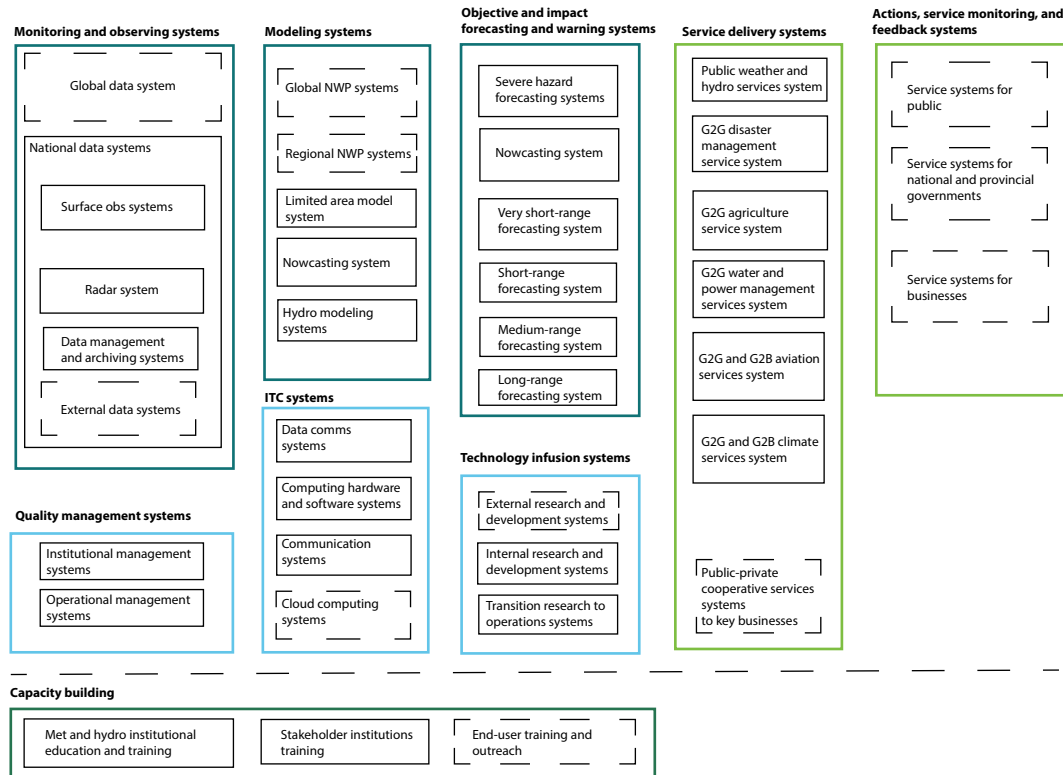 Monitoring and observing systems
Global data system
National data systems
Surface obs systems
Radar system
Data management
and archiving systems
External data systems
Quality management systems
Institutional management
systems
Operational management
systems
Modeling systems
Global NWP systems
Regional NWP systems
Limited area model
system
Nowcasting system
Hydro modeling
systems
ITC systems
Data comms
systems
Computing hardware
and software systems
Communication
systems
Cloud computing
systems
Objective and impact
forecasting and warning systems
Severe hazard
forecasting systems
Nowcasting system
Very short-range
forecasting system
Short-range
forecasting system
Medium-range
forecasting system
Long-range
forecasting system
Technology infusion systems
External research and
development systems
Internal research and
development systems
Transition research to
operations systems
Service delivery systems
Public weather and
hydro services system
G2G disaster
management
service system
G2G agriculture
service system
G2G water and
power management
services system
G2G and G2B aviation
services system
G2G and G2B climate
services system
Public-private
cooperative services
systems
to key businesses
Actions, service monitoring, and
feedback systems
Service systems for
public
Service systems for
national and provincial
governments
Service systems for
businesses
Capacity building
Met and hydro institutional
education and training
Stakeholder institutions
training
End-user training and
outreach